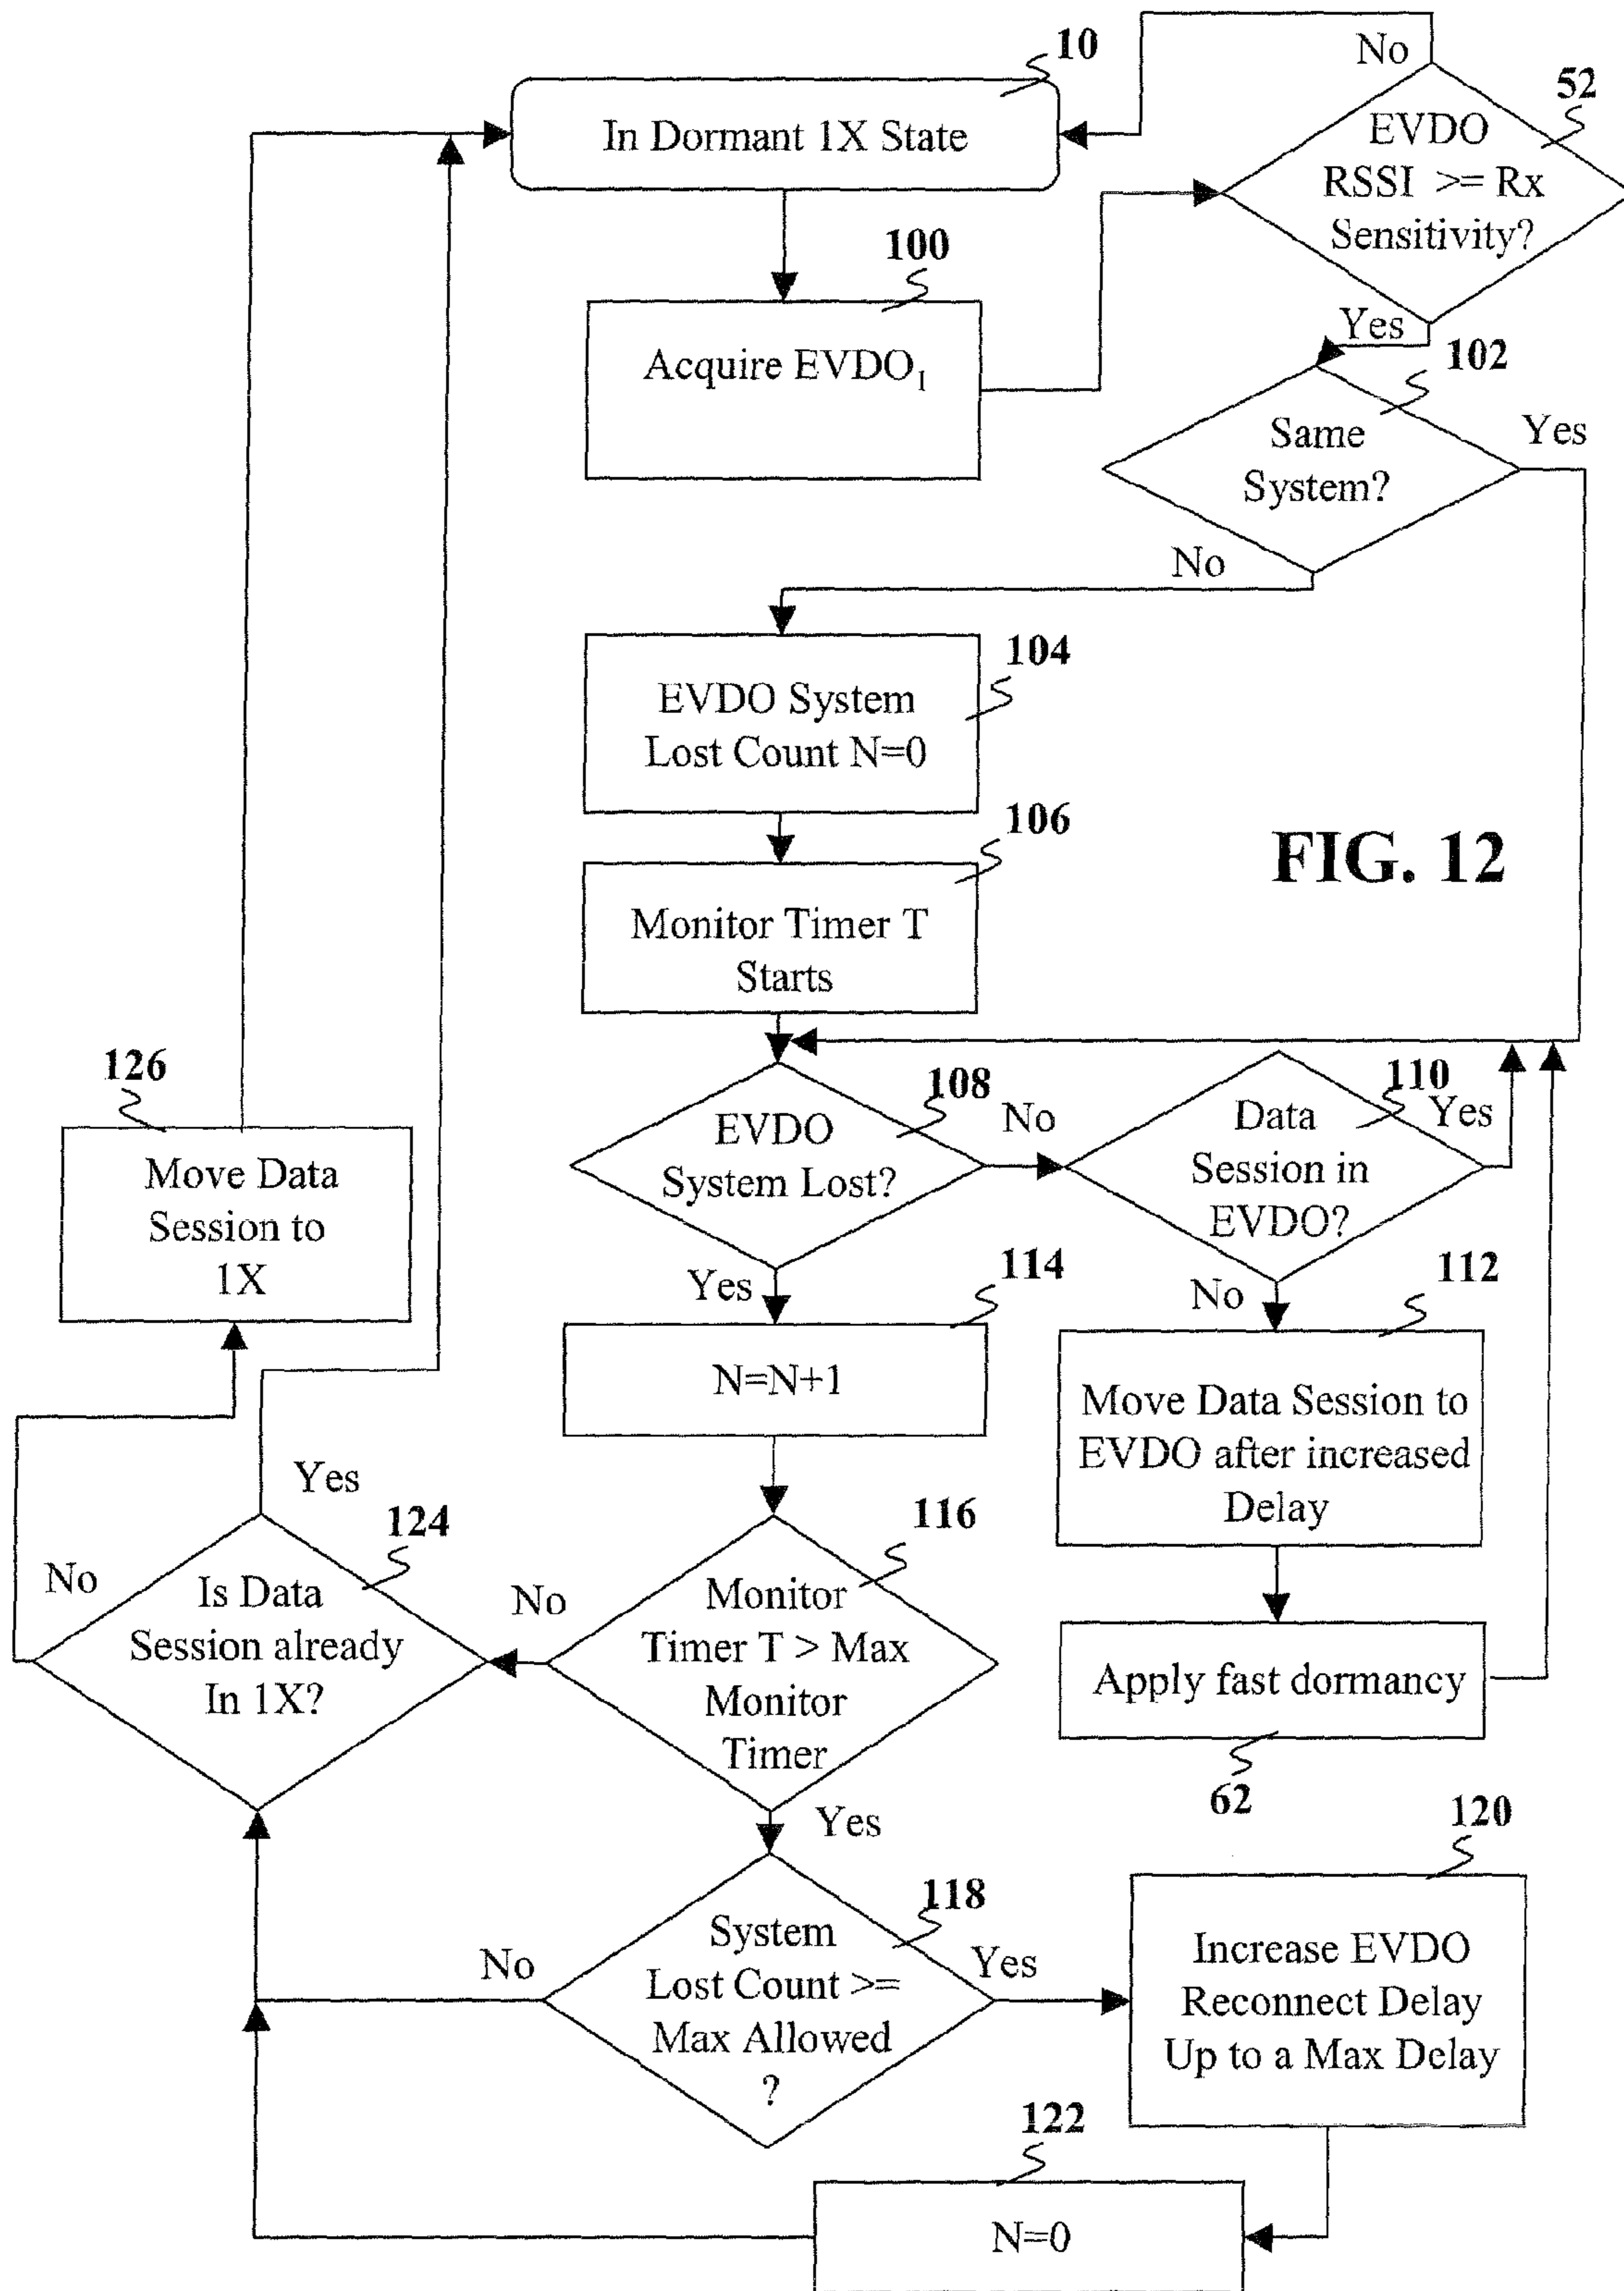 10
No
52
In Dormant 1X State
EVDO
RSSI >= Rx
Sensitivity?
100
Yes
102
Acquire EVDO₁
Same
System?
Yes
No
104
EVDO System
Lost Count N=0
106
FIG. 12
Monitor Timer T
Starts
126
108
110
EVDO
System Lost?
No
Data
Session in
EVDO?
Yes
Move Data
Session to
1X
Yes
114
No
112
N=N+1
Move Data Session to
EVDO after increased
Delay
Yes
124
116
No
Is Data
Session already
In 1X?
No
Monitor
Timer T > Max
Monitor
Timer
Apply fast dormancy
62
Yes
120
118
No
System
Lost Count >=
Max Allowed
?
Yes
Increase EVDO
Reconnect Delay
Up to a Max Delay
122
N=0